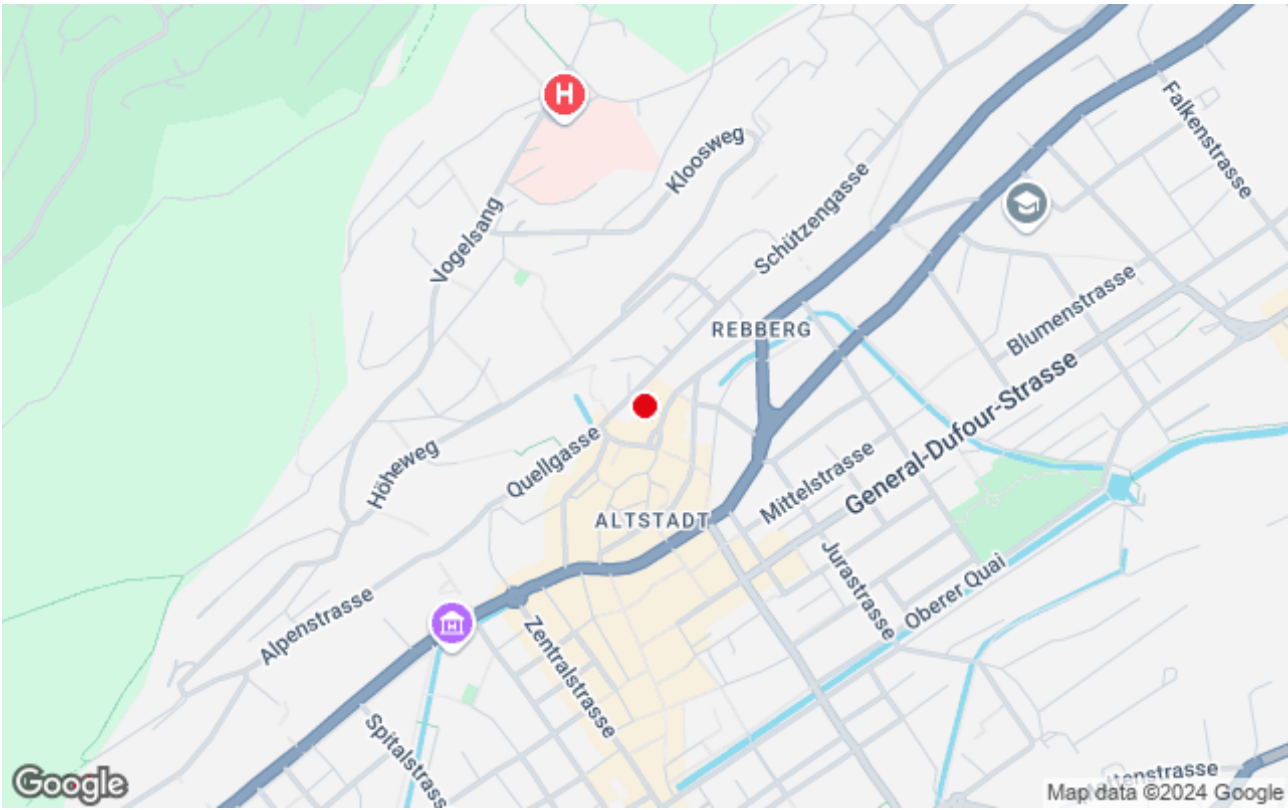 H
Falkenstrasse
Kloosweg
Vogelsang
Schützengasse
Blumenstrasse
REBBERG
General-Dufour-Strasse
Höheweg
Quellgasse
Mittelstrasse
ALTSTADT
Jurastrasse
Oberer Quai
Alpenstrasse
Zentralstrasse
Google
Map data ©2024 Google